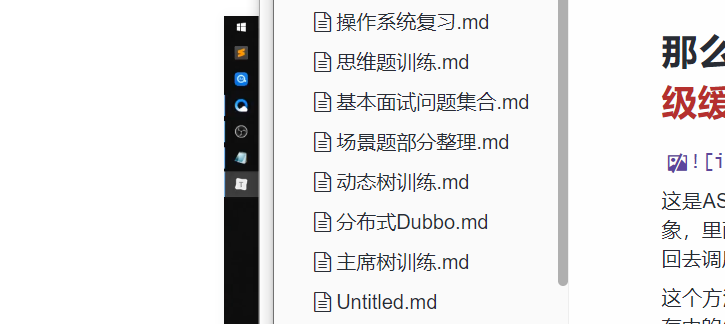 操作系统复习.md
思维题训练.md
基本面试问题集合.md
场景题部分整理.md
动态树训练.md
分布式Dubbo.md
主席树训练.md
Untitled.md
那么
级缓
![i
这是AS
象，里
回去调
这个方